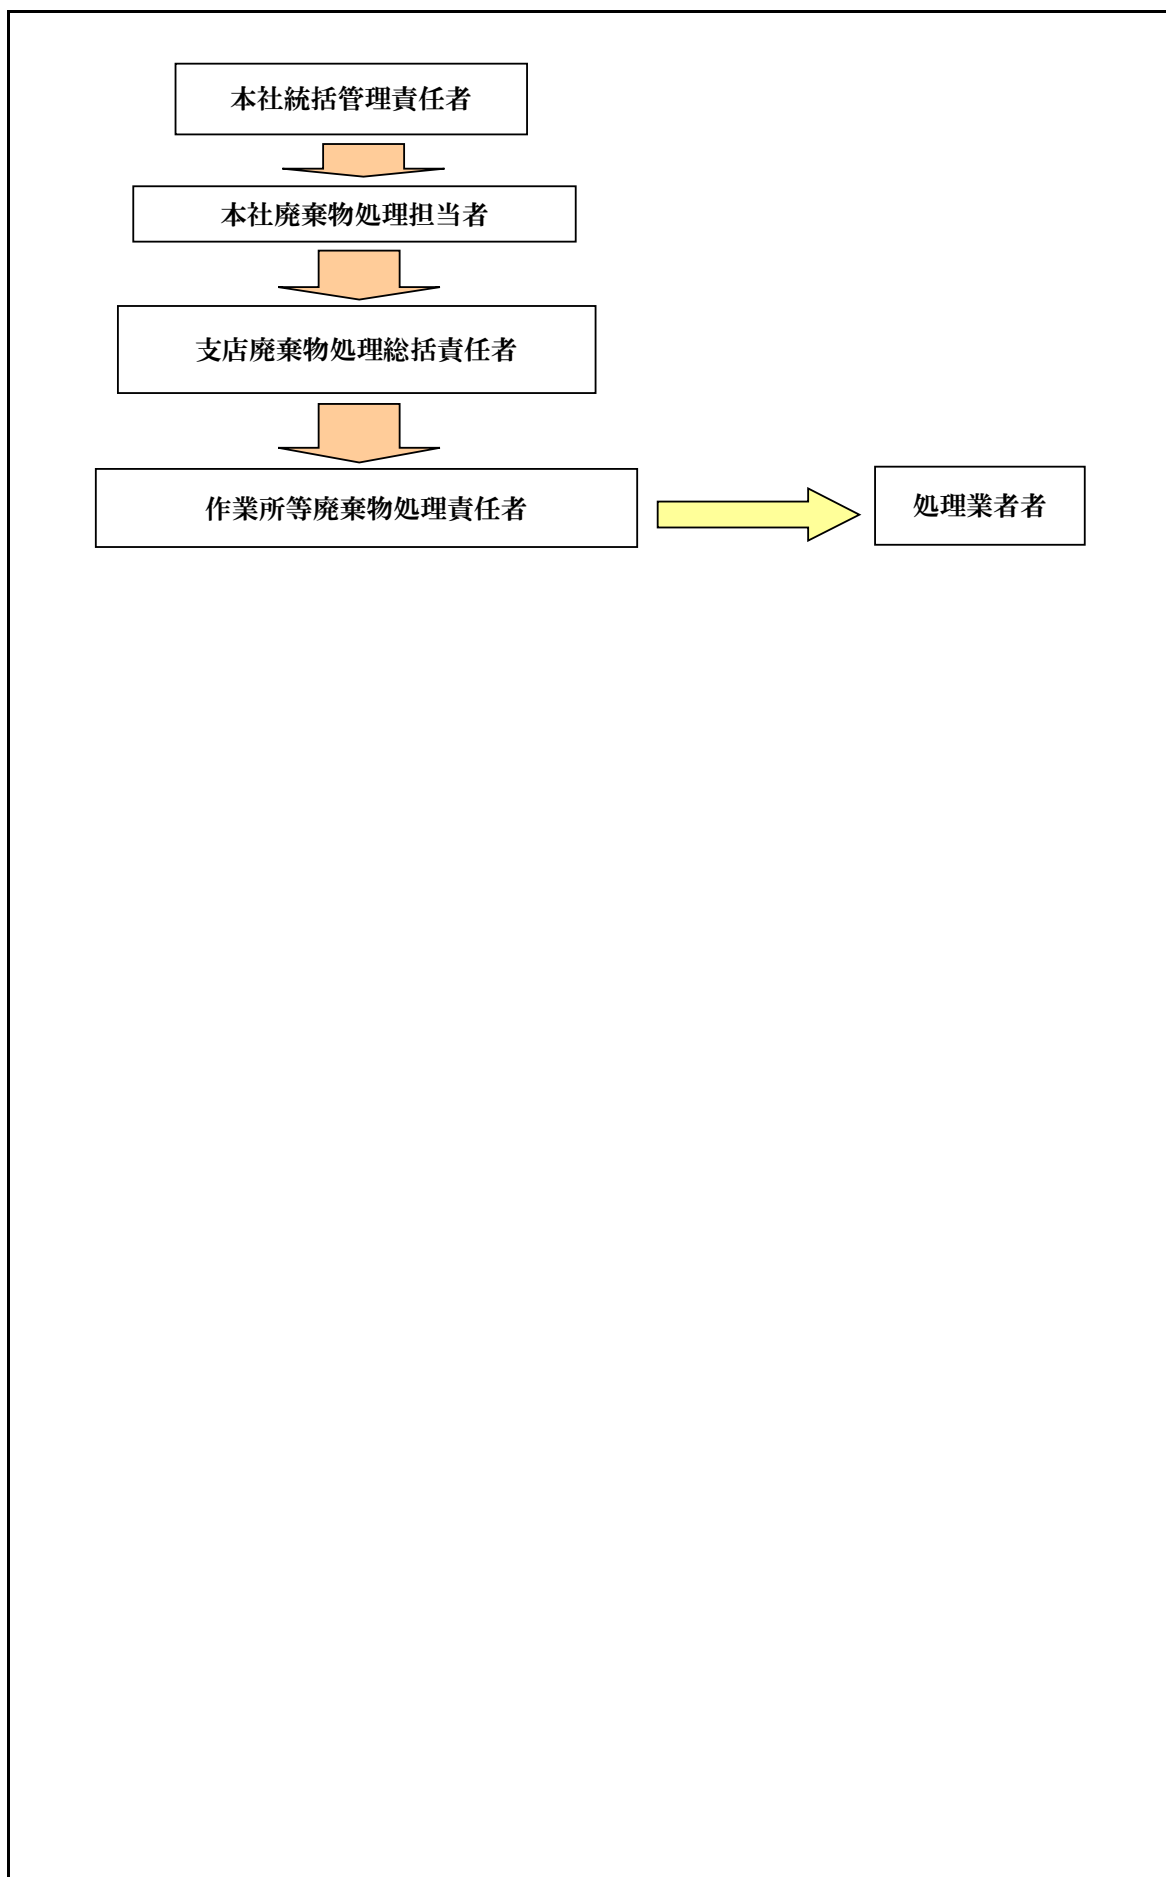 本社統括管理責任者
本社廃棄物処理担当者
支店廃棄物処理総括責任者
作業所等廃棄物処理責任者
処理業者者